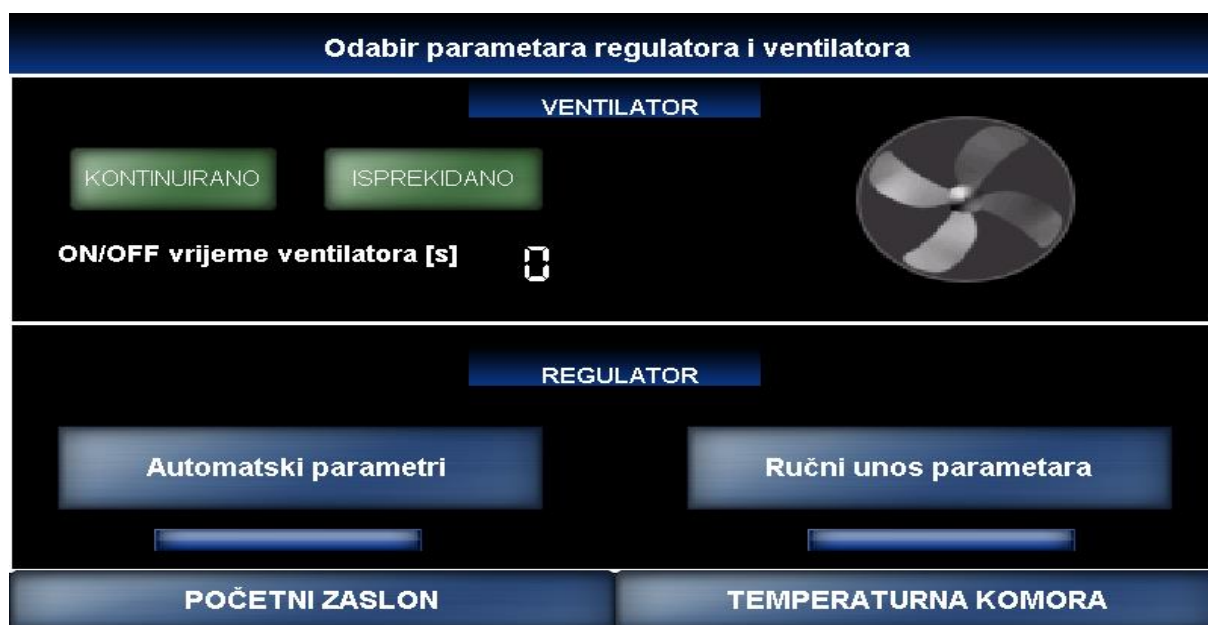 Odabir parametara regulatora i ventilatora
VENTILATOR
KONTINUIRANO
ISPREKIDANO
ON/OFF vrijeme ventilatora [s]
0
REGULATOR
Automatski parametri
Ručni unos parametara
POČETNI ZASLON
TEMPERATURNA KOMORA